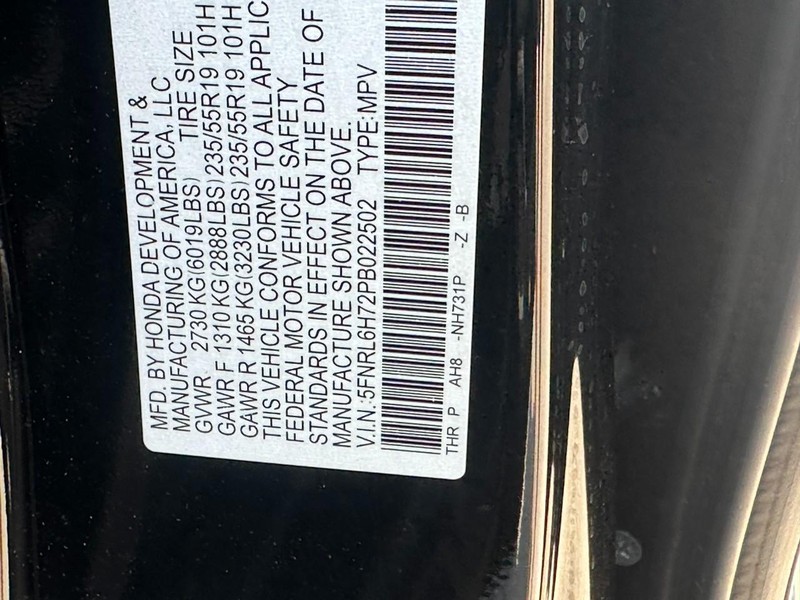 MFD. BY HONDA DEVELOPMENT &
MANUFACTURING OF AMERICA, LLC
GVWR 2730 KG(6019LBS) TIRE SIZE
GAWR F 1310 KG(2888LBS)235/55R19 101H
GAWR R 1465 KG(3230LBS)235/55R19 101H
THIS VEHICLE CONFORMS TO ALL APPLIC
FEDERAL MOTOR VEHICLE SAFETY
STANDARDS IN EFFECT ON THE DATE OF
MANUFACTURE SHOWN ABOVE.
V.I.N.:5FNRL6H72PB022502 TYPE:MPV
THR P AH8 -NH731P -Z -B